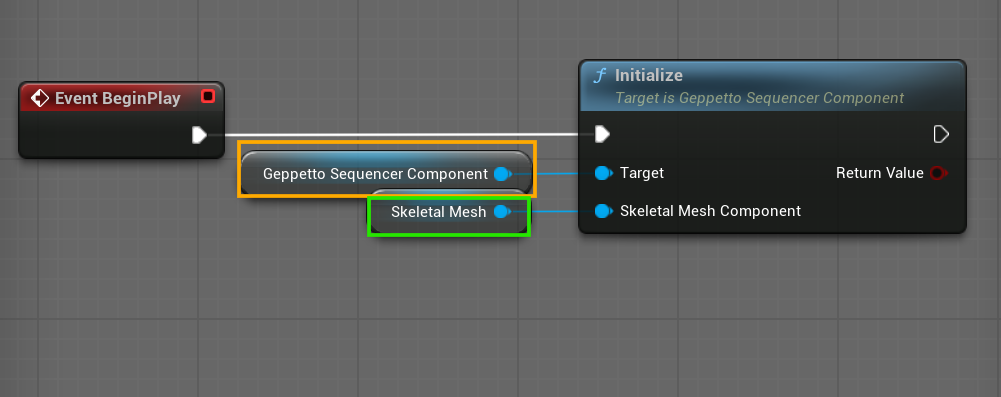 Event BeginPlay
Geppetto Sequencer Component
Skeletal Mesh
f Initialize
Target is Geppetto Sequencer Component
Target
Return Value
Skeletal Mesh Component